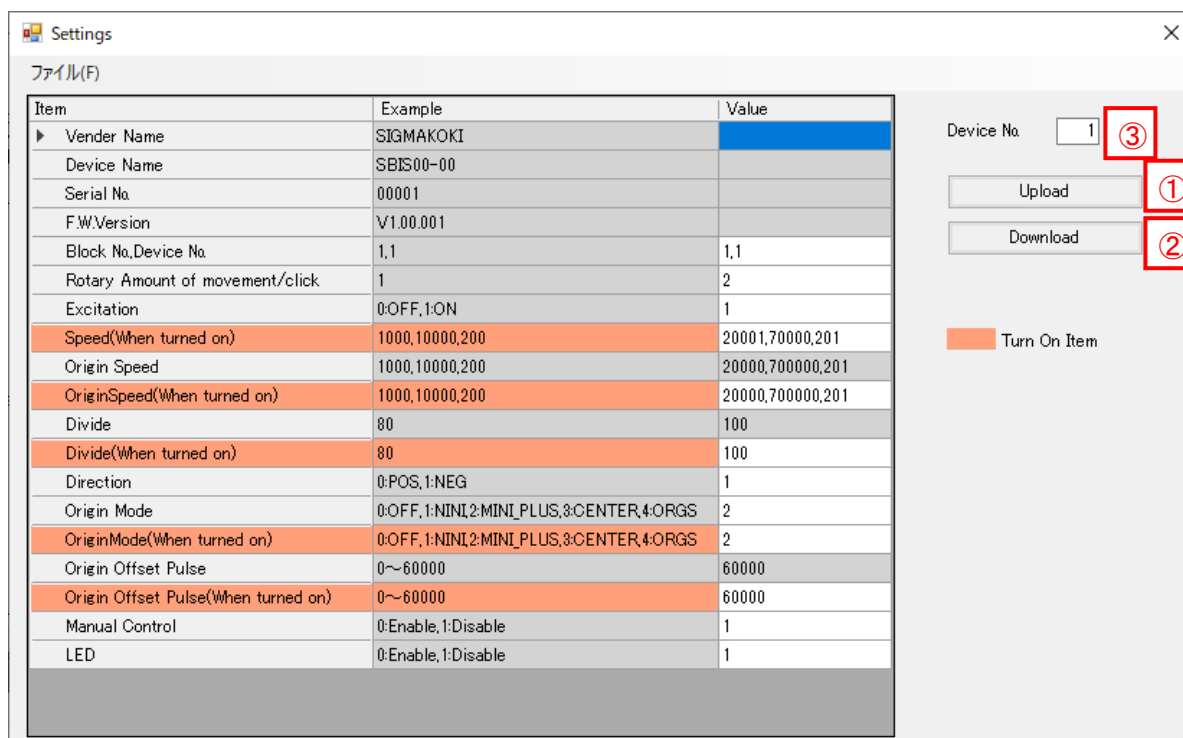 Settings
ファイル(F)
Item Example Value
Vender Name SIGMAKOKI
Device Name SBIS00-00
Serial No. 00001
F.W.Version V1.00.001
Block No.,Device No. 1,1 1,1
Rotary Amount of movement/click 1 2
Excitation 0:OFF,1:ON 1
Speed(When turned on) 1000,10000,200 20001,70000,201
Origin Speed 1000,10000,200 20000,700000,201
OriginSpeed(When turned on) 1000,10000,200 20000,700000,201
Divide 80 100
Divide(When turned on) 80 100
Direction 0:POS,1:NEG 1
Origin Mode 0:OFF,1:NINI,2:MINI_PLUS,3:CENTER,4:ORGS 2
OriginMode(When turned on) 0:OFF,1:NINI,2:MINI_PLUS,3:CENTER,4:ORGS 2
Origin Offset Pulse 0～60000 60000
Origin Offset Pulse(When turned on) 0～60000 60000
Manual Control 0:Enable,1:Disable 1
LED 0:Enable,1:Disable 1
Device No. 1 ③
Upload ①
Download ②
Turn On Item